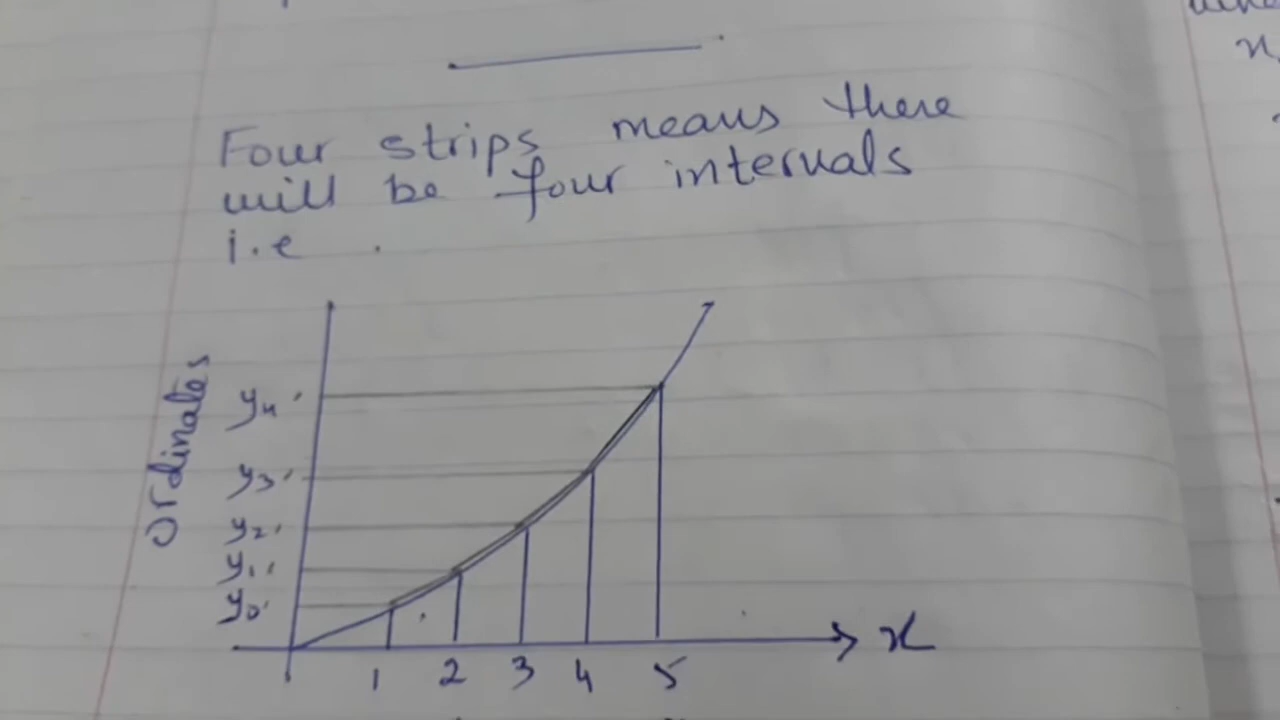 Four strips means there
will be four intervals
i.e
ordinates
y4
y3
y2
y1
y0
x
1 2 3 4 5